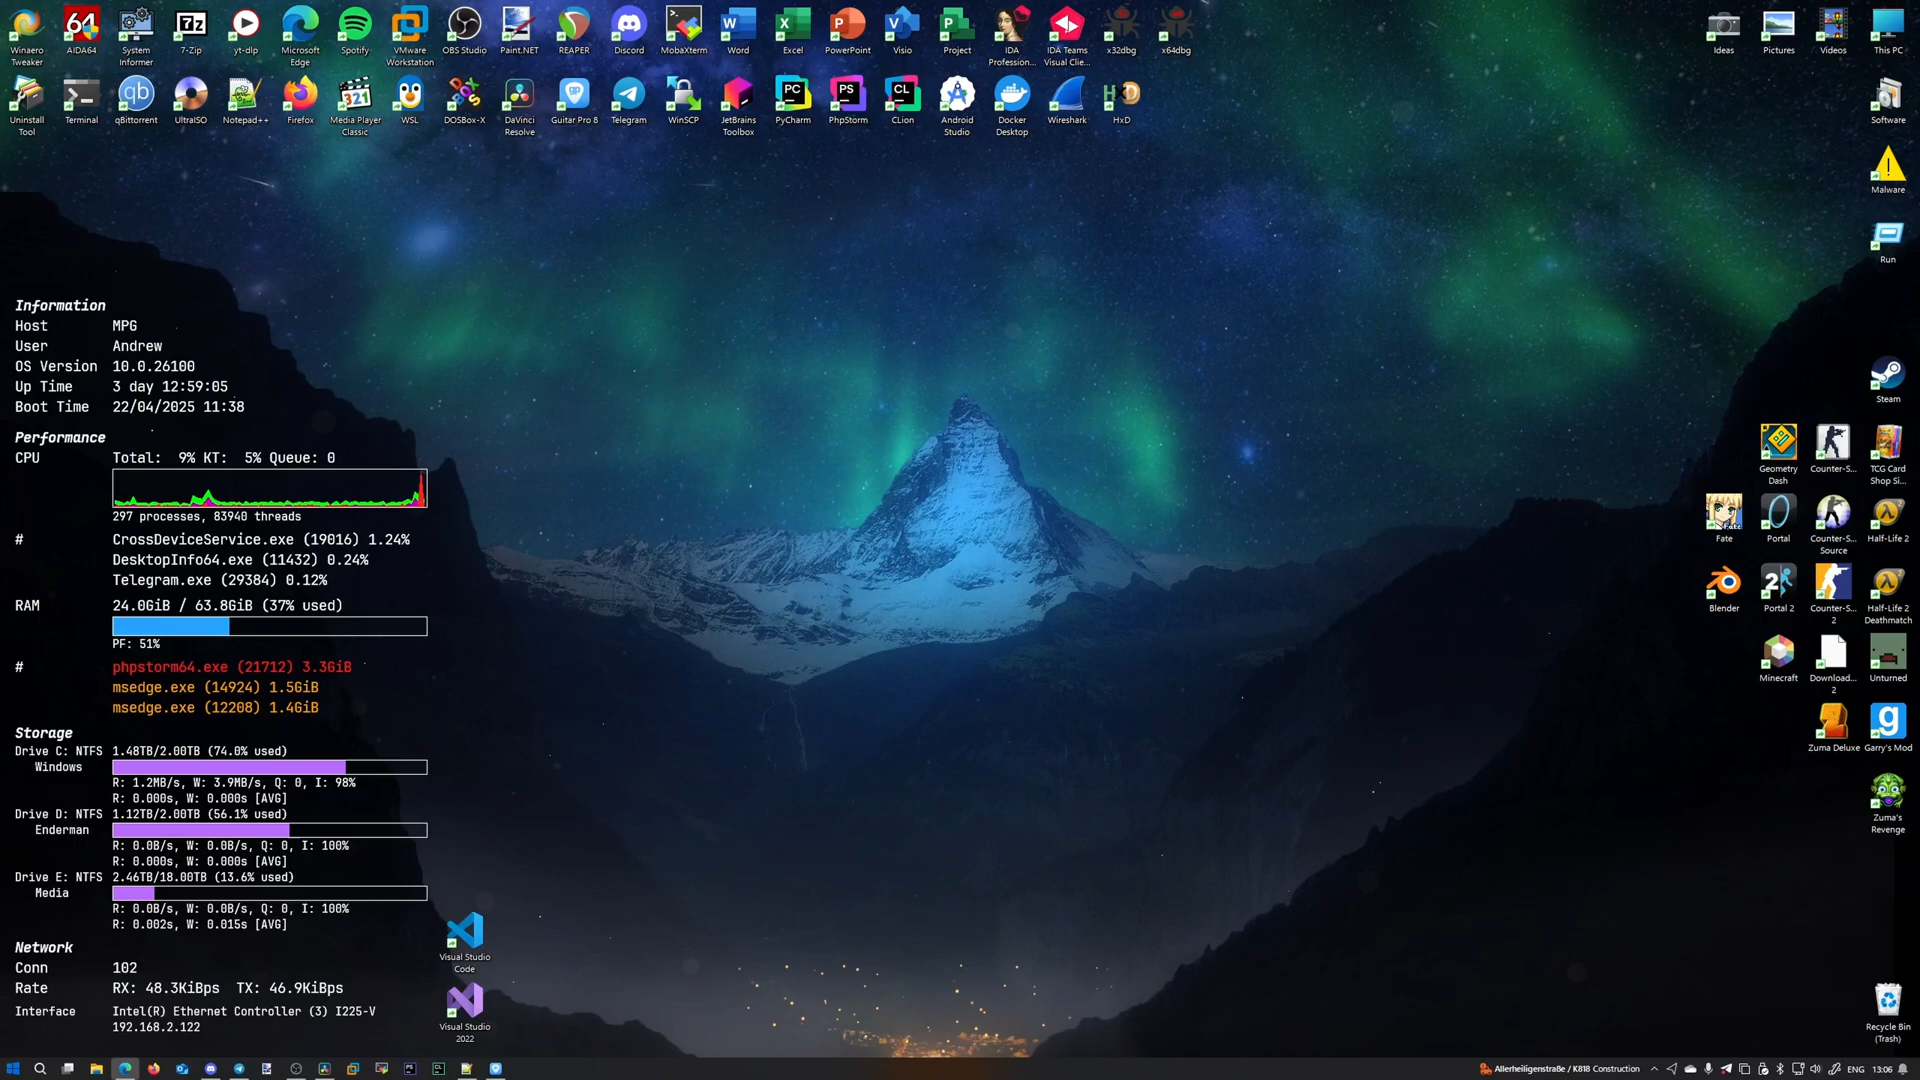 Winaero Tweaker
AIDA64
System Informer
7-Zip
yt-dlp
Microsoft Edge
Spotify
VMware Workstation
OBS Studio
Paint.NET
REAPER
Discord
MobaXterm
Word
Excel
PowerPoint
Visio
Project
IDA Profession...
IDA Teams Visual Clie...
x32dbg
x64dbg
Ideas
Pictures
Videos
This PC
Uninstall Tool
Terminal
qBittorrent
UltraISO
Notepad++
Firefox
Media Player Classic
WSL
DOSBox-X
DaVinci Resolve
Guitar Pro 8
Telegram
WinSCP
JetBrains Toolbox
PyCharm
PhpStorm
CLion
Android Studio
Docker Desktop
Wireshark
HxD
Software
Malware
Run
Information
Host MPG
User Andrew
OS Version 10.0.26100
Up Time 3 day 12:59:05
Boot Time 22/04/2025 11:38
Performance
CPU Total: 9% KT: 5% Queue: 0
297 processes, 83940 threads
# CrossDeviceService.exe (19016) 1.24%
DesktopInfo64.exe (11432) 0.24%
Telegram.exe (29384) 0.12%
RAM 24.0GiB / 63.8GiB (37% used)
PF: 51%
# phpstorm64.exe (21712) 3.3GiB
msedge.exe (14924) 1.5GiB
msedge.exe (12208) 1.4GiB
Storage
Drive C: NTFS 1.48TB/2.00TB (74.0% used)
Windows
R: 1.2MB/s, W: 3.9MB/s, Q: 0, I: 98%
R: 0.000s, W: 0.000s [AVG]
Drive D: NTFS 1.12TB/2.00TB (56.1% used)
Enderman
R: 0.0B/s, W: 0.0B/s, Q: 0, I: 100%
R: 0.000s, W: 0.000s [AVG]
Drive E: NTFS 2.46TB/18.00TB (13.6% used)
Media
R: 0.0B/s, W: 0.0B/s, Q: 0, I: 100%
R: 0.002s, W: 0.015s [AVG]
Network
Conn 102
Rate RX: 48.3KiBps TX: 46.9KiBps
Interface Intel(R) Ethernet Controller (3) I225-V
192.168.2.122
Visual Studio Code
Visual Studio 2022
Steam
Geometry Dash
Counter-S...
TCG Card Shop Si...
Fate
Portal
Counter-S... Source
Half-Life 2
Blender
Portal 2
Counter-S... 2
Half-Life 2 Deathmatch
Minecraft
Download... 2
Unturned
Zuma Deluxe
Garry's Mod
Zuma's Revenge
Recycle Bin (Trash)
Allerheiligenstraße / K818 Construction
ENG
13:06